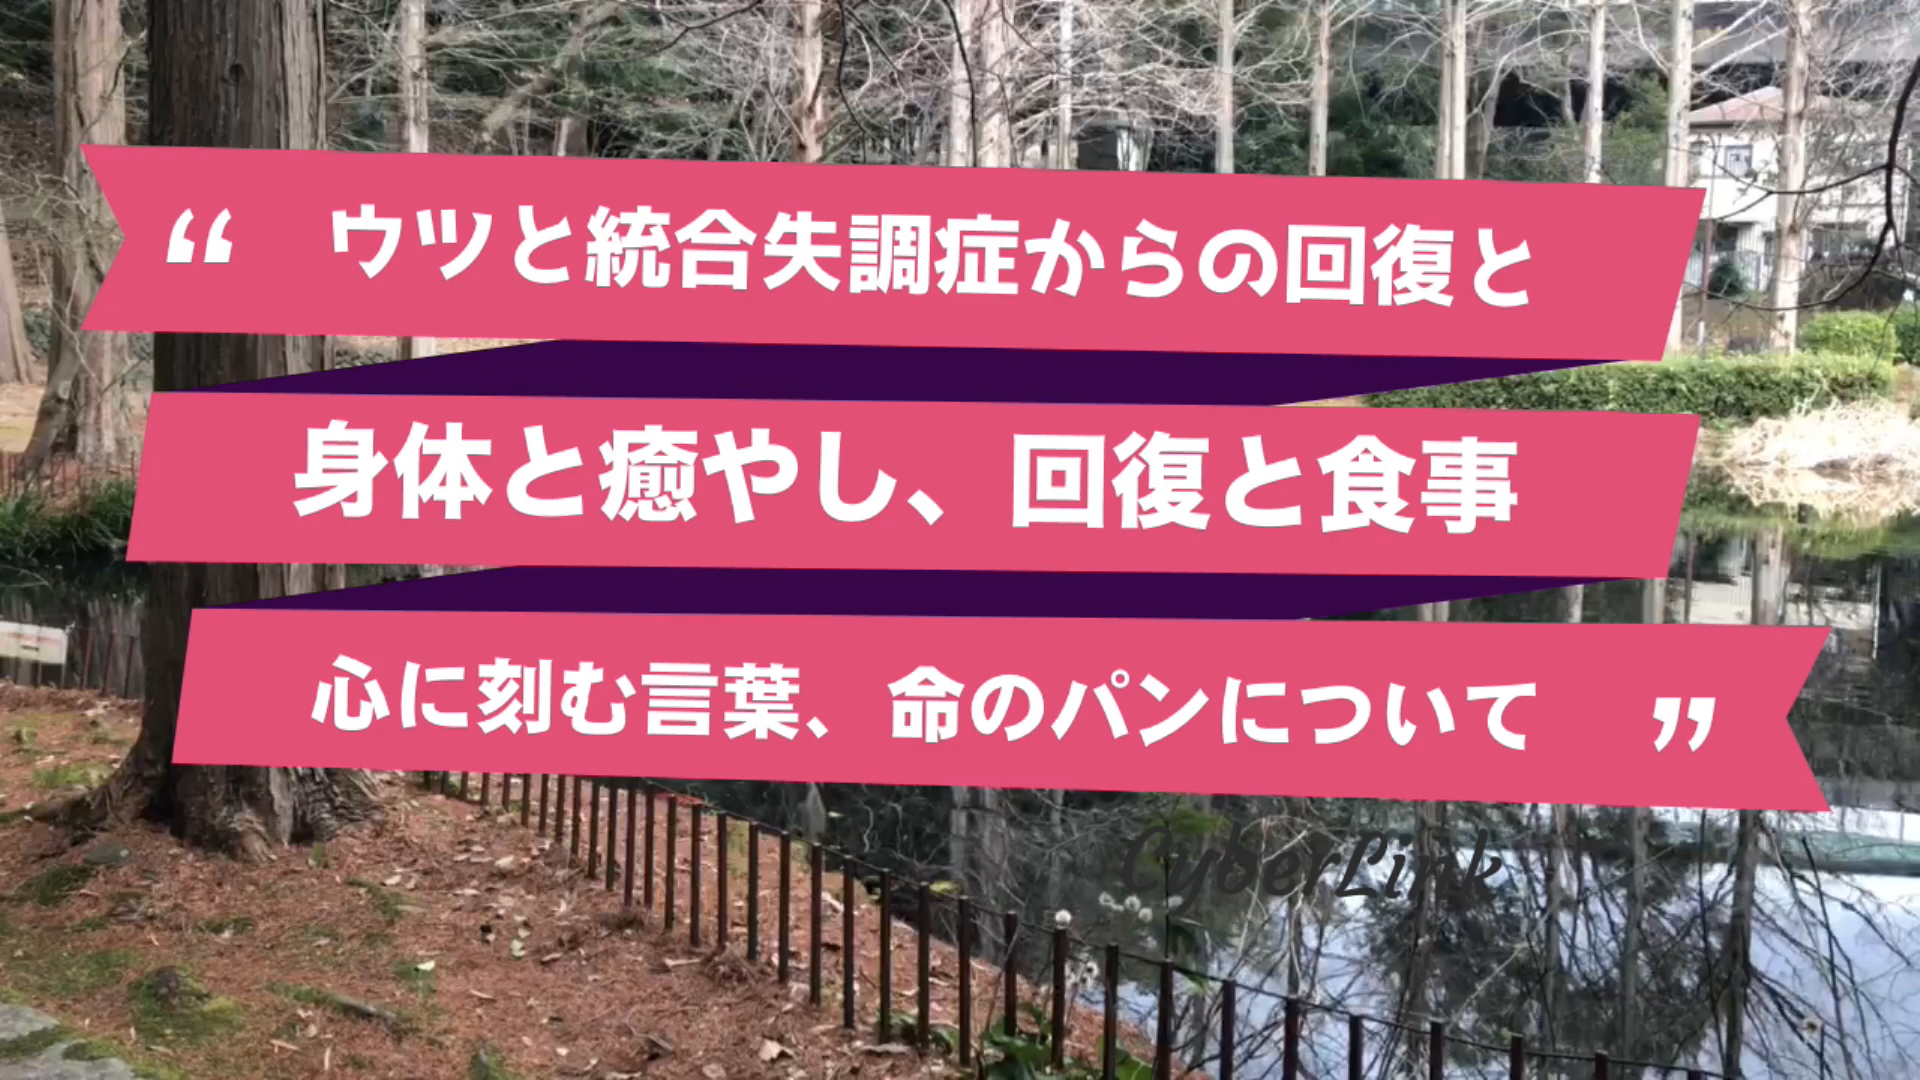 “ ウツと統合失調症からの回復と
身体と癒やし、回復と食事
心に刻む言葉、命のパンについて ”
CyberLink